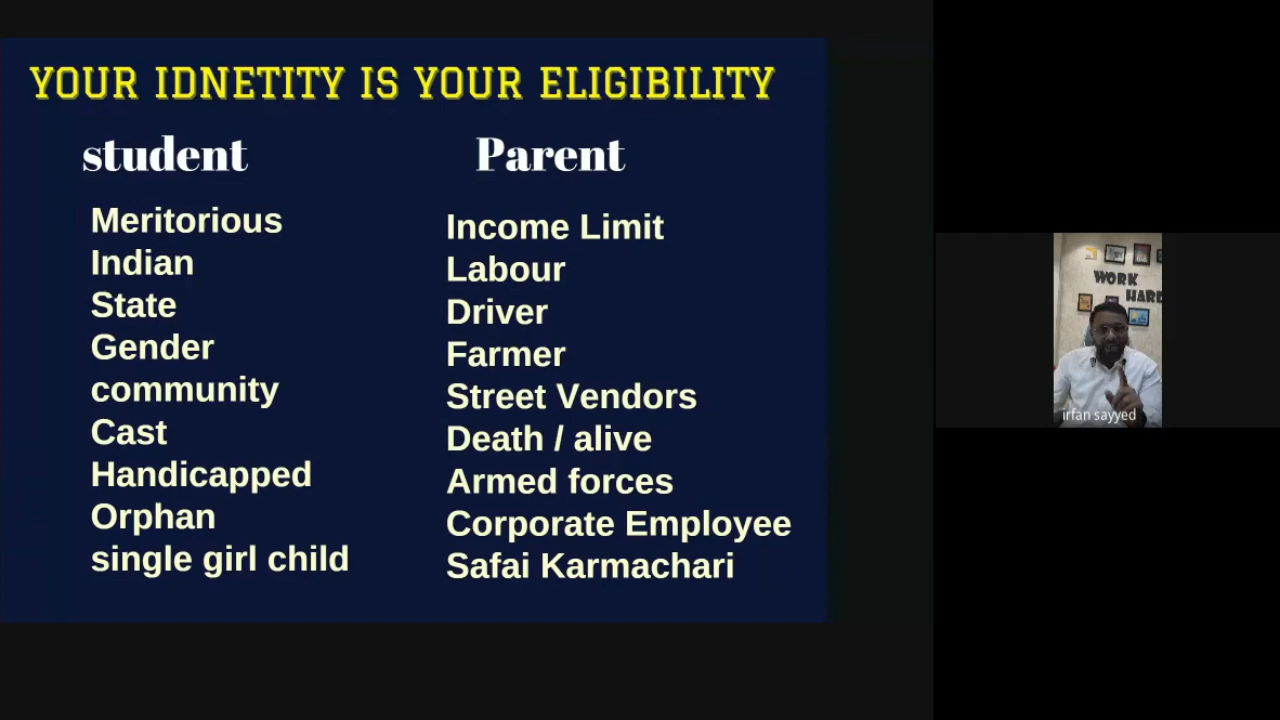 YOUR IDNETITY IS YOUR ELIGIBILITY
student
Meritorious
Indian
State
Gender
community
Cast
Handicapped
Orphan
single girl child
Parent
Income Limit
Labour
Driver
Farmer
Street Vendors
Death / alive
Armed forces
Corporate Employee
Safai Karmachari
WORK
HARD
irfan sayyed